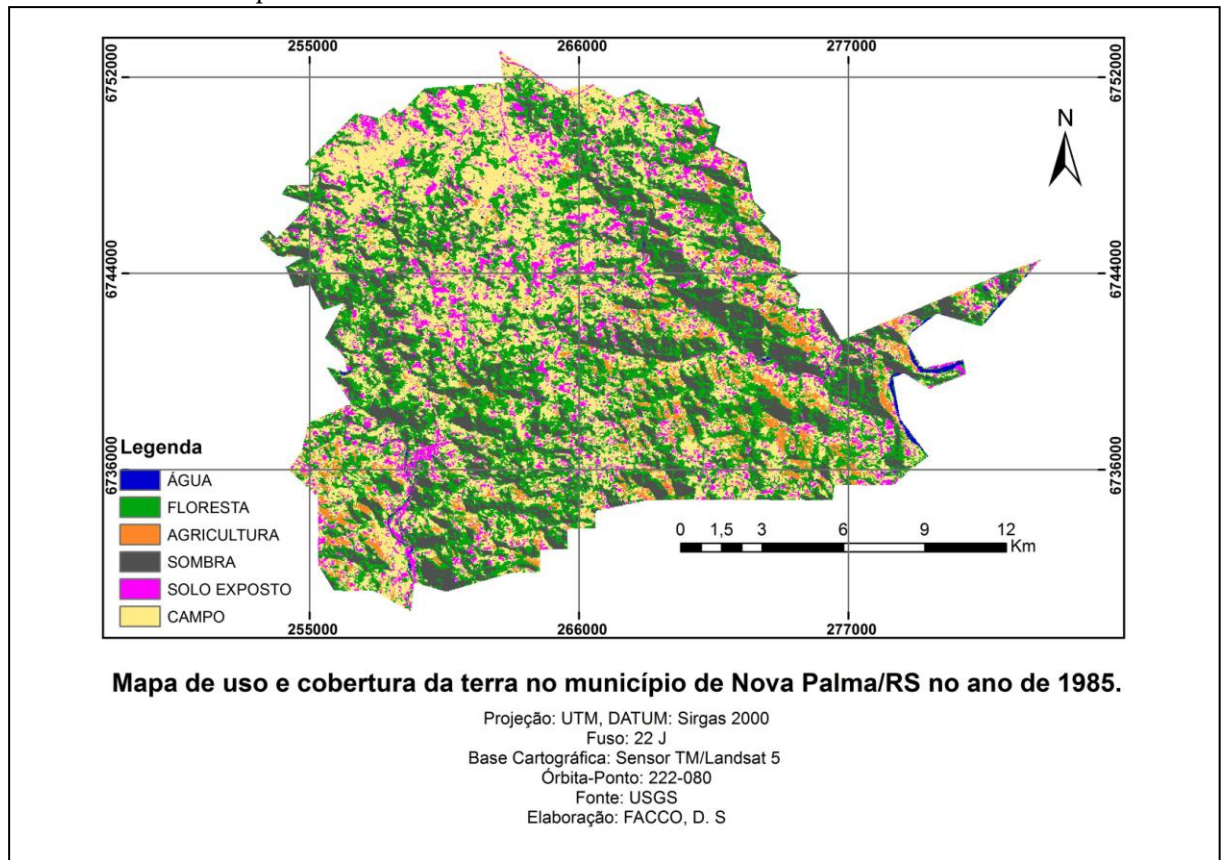 255000 266000 277000
6752000 6752000
N
6744000 6744000
6736000 6736000
Legenda
ÁGUA
FLORESTA
AGRICULTURA
SOMBRA
SOLO EXPOSTO
CAMPO
0 1,5 3 6 9 12
Km
255000 266000 277000
Mapa de uso e cobertura da terra no município de Nova Palma/RS no ano de 1985.
Projeção: UTM, DATUM: Sirgas 2000
Fuso: 22 J
Base Cartográfica: Sensor TM/Landsat 5
Órbita-Ponto: 222-080
Fonte: USGS
Elaboração: FACCO, D. S